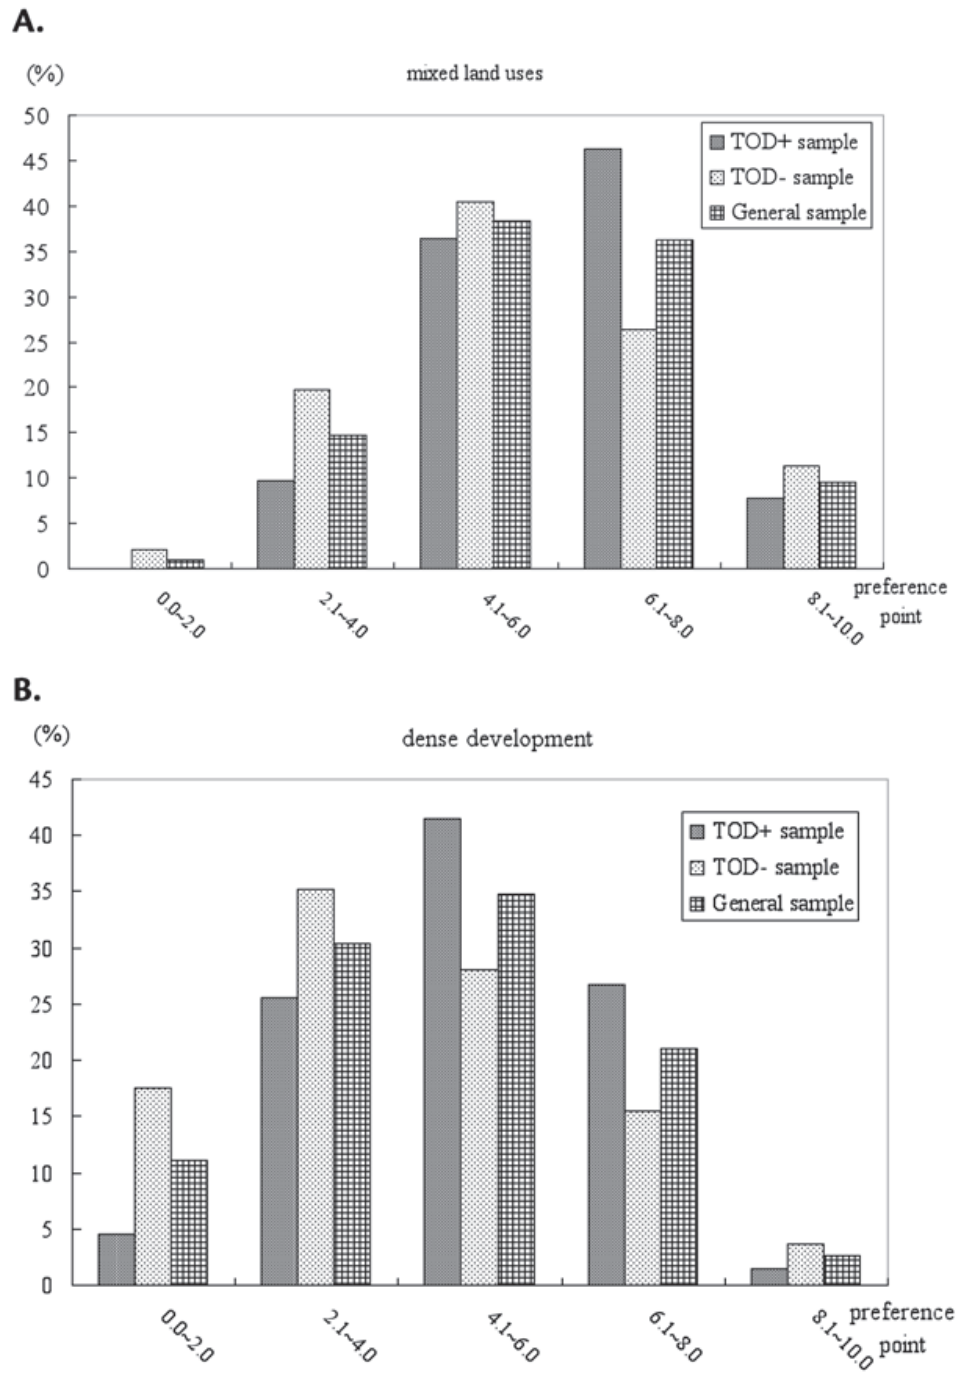 A.
(%)
mixed land uses
50
45
40
35
30
25
20
15
10
5
0
TOD+ sample
TOD- sample
General sample
0.0~2.0
2.1~4.0
4.1~6.0
6.1~8.0
8.1~10.0
preference
point
B.
(%)
dense development
45
40
35
30
25
20
15
10
5
0
TOD+ sample
TOD- sample
General sample
0.0~2.0
2.1~4.0
4.1~6.0
6.1~8.0
8.1~10.0
preference
point